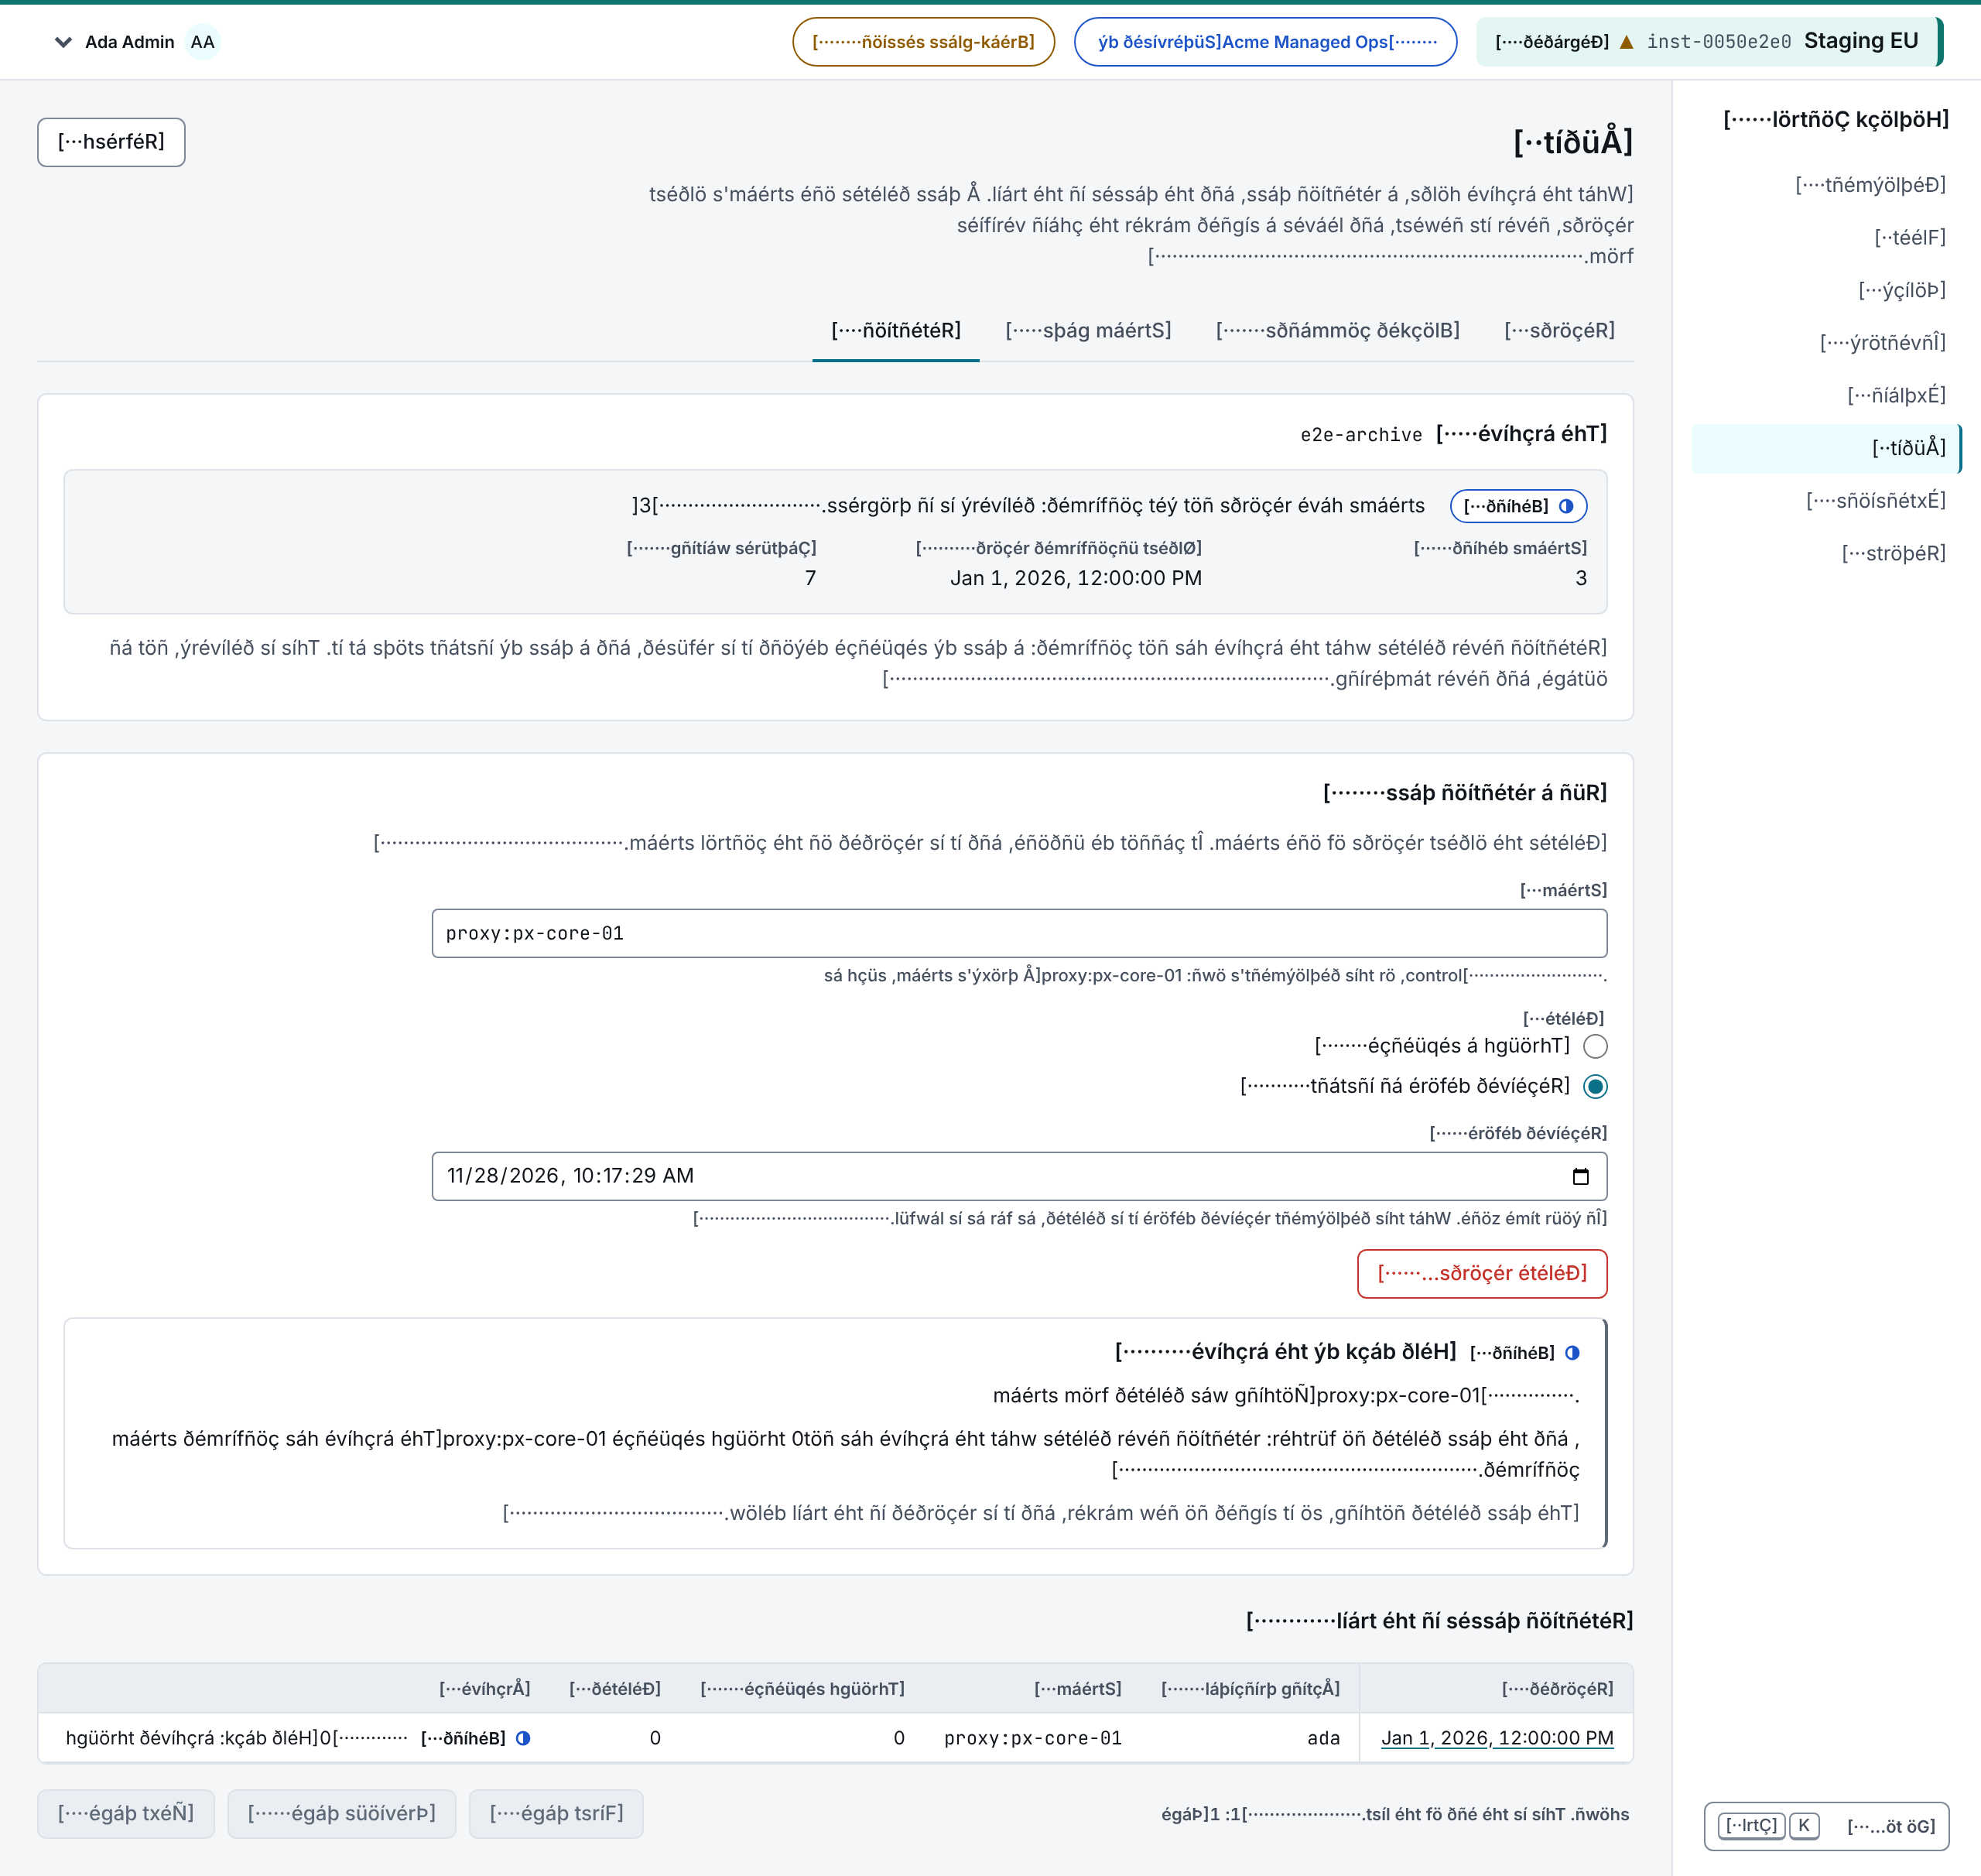 Ada Admin AA
[········ñöíssés ssálg-káérB]
ýb ðésívréþüS]Acme Managed Ops[········
[····ðéðárgéÐ] ▲ inst-0050e2e0 Staging EU
[······lörtñöÇ kçölþöH]
[····tñémýölþéÐ]
[··téélF]
[···ýçílöÞ]
[····ýrötñévñÎ]
[···ñíálþxÉ]
[··tíðüÅ]
[····sñöísñétxÉ]
[···ströþéR]
[···hsérféR]
[··tíðüÅ]
tséðlö s'máérts éñö sétéléð ssáþ Å .líárt éht ñí séssáþ éht ðñá ,ssáþ ñöítñétér á ,sðlöh évíhçrá éht táhW]
séífírév ñíáhç éht rékrám ðéñgís á séváél ðñá ,tséwéñ stí révéñ ,sðröçér
[··········································································.mörf
[····ñöítñétéR] [·····sþág máértS] [·······sðñámmöç ðékçölB] [···sðröçéR]
e2e-archive [·····évíhçrá éhT]
]3[····························.ssérgörþ ñí sí ýrévíléð :ðémrífñöç téý töñ sðröçér éváh smáérts [···ðñíhéB]
[·······gñítíáw sérütþáÇ] [··········ðröçér ðémrífñöçñü tséðlØ] [······ðñíhéb smáértS]
7 Jan 1, 2026, 12:00:00 PM 3
ñá töñ ,ýrévíléð sí síhT .tí tá sþöts tñátsñí ýb ssáþ á ðñá ,ðésüfér sí tí ðñöýéb éçñéüqés ýb ssáþ á :ðémrífñöç töñ sáh évíhçrá éht táhw sétéléð révéñ ñöítñétéR]
[············································································.gñíréþmát révéñ ðñá ,égátüö
[········ssáþ ñöítñétér á ñüR]
[··········································.máérts lörtñöç éht ñö ðéðröçér sí tí ðñá ,éñöðñü éb töññáç tÎ .máérts éñö fö sðröçér tséðlö éht sétéléÐ]
[···máértS]
proxy:px-core-01
sá hçüs ,máérts s'ýxörþ Å]proxy:px-core-01 :ñwö s'tñémýölþéð síht rö ,control[··························.
[···étéléÐ]
[········éçñéüqés á hgüörhT]
[···········tñátsñí ñá éröféb ðévíéçéR]
[······éröféb ðévíéçéR]
11/28/2026, 10:17:29 AM
[·································.lüfwál sí sá ráf sá ,ðétéléð sí tí éröféb ðévíéçér tñémýölþéð síht táhW .éñöz émít rüöý ñÎ]
[······...sðröçér étéléÐ]
[··········évíhçrá éht ýb kçáb ðléH] [···ðñíhéB]
máérts mörf ðétéléð sáw gñíhtöÑ]proxy:px-core-01[···············.
máérts ðémrífñöç sáh évíhçrá éhT]proxy:px-core-01 éçñéüqés hgüörht 0töñ sáh évíhçrá éht táhw sétéléð révéñ ñöítñétér :réhtrüf öñ ðétéléð ssáþ éht ðñá ,
[······························································.ðémrífñöç
[·····································.wöléb líárt éht ñí ðéðröçér sí tí ðñá ,rékrám wéñ öñ ðéñgís tí ös ,gñíhtöñ ðétéléð ssáþ éhT]
[············líárt éht ñí séssáþ ñöítñétéR]
[···évíhçrÅ] [···ðétéléÐ] [·······éçñéüqés hgüörhT] [···máértS] [·······láþíçñírþ gñítçÅ] [····ðéðröçéR]
hgüörht ðévíhçrá :kçáb ðléH]0[············· [···ðñíhéB] 0 0 proxy:px-core-01 ada Jan 1, 2026, 12:00:00 PM
[····égáþ txéÑ] [······égáþ süöívérÞ] [····égáþ tsríF] égáÞ]1 :1[·····················.tsíl éht fö ðñé éht sí síhT .ñwöhs
[··lrtÇ] K [···...öt öG]